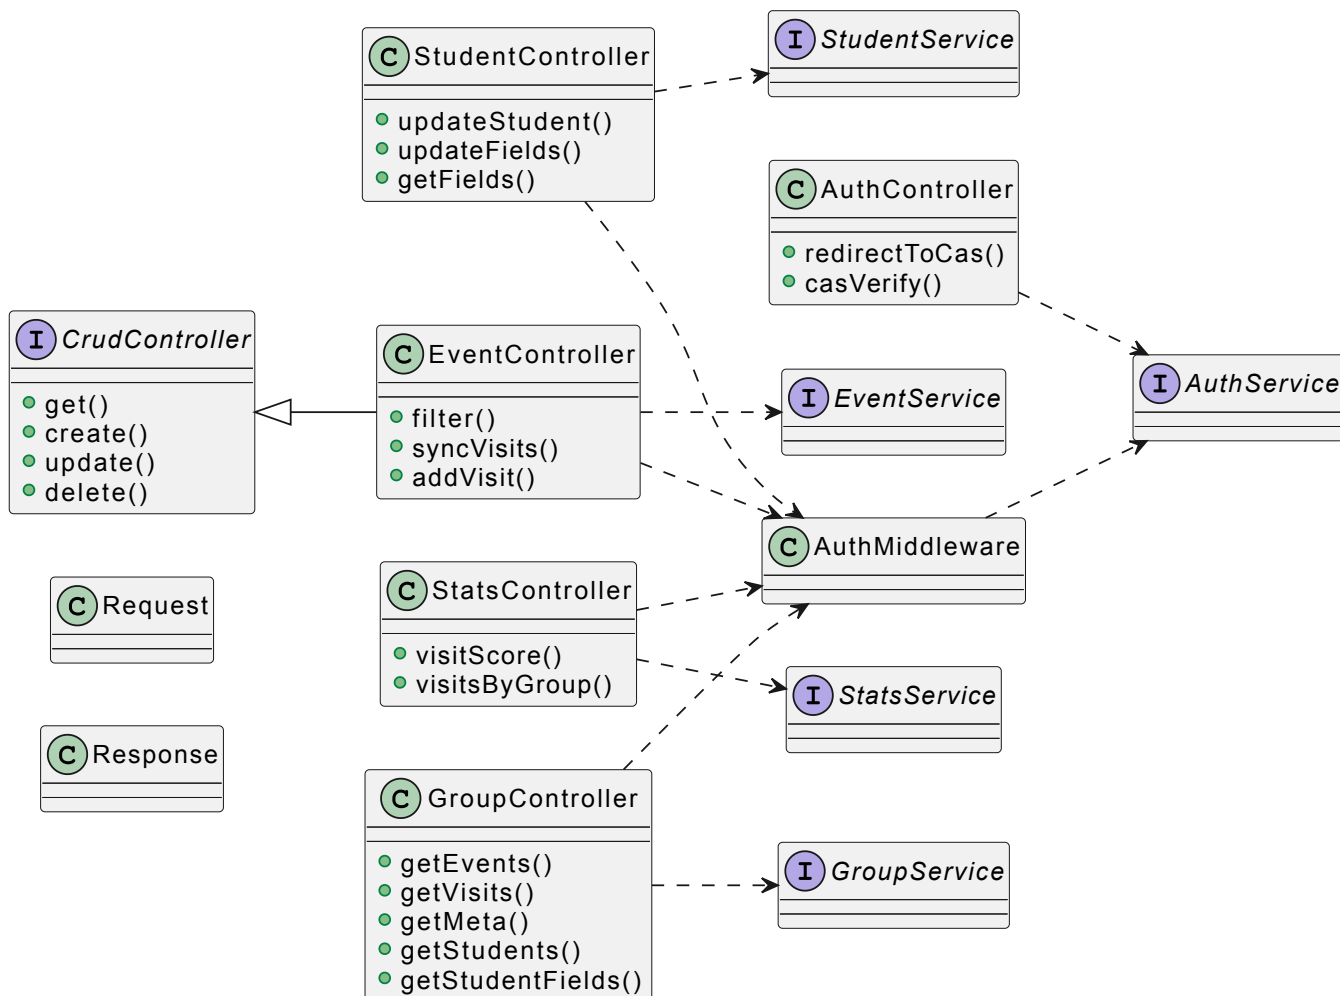 C StudentController
updateStudent()
updateFields()
getFields()
I StudentService
C AuthController
redirectToCas()
casVerify()
I CrudController
get()
create()
update()
delete()
C EventController
filter()
syncVisits()
addVisit()
I EventService
I AuthService
C AuthMiddleware
C Request
C StatsController
visitScore()
visitsByGroup()
I StatsService
C Response
C GroupController
getEvents()
getVisits()
getMeta()
getStudents()
getStudentFields()
I GroupService